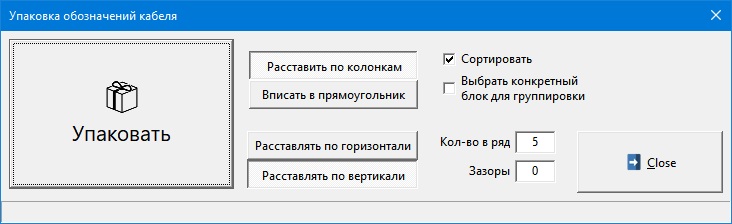 Упаковка обозначений кабеля
Упаковать
Расставить по колонкам
Вписать в прямоугольник
Сортировать
Выбрать конкретный
блок для группировки
Расставлять по горизонтали
Расставлять по вертикали
Кол-во в ряд 5
Зазоры 0
Close